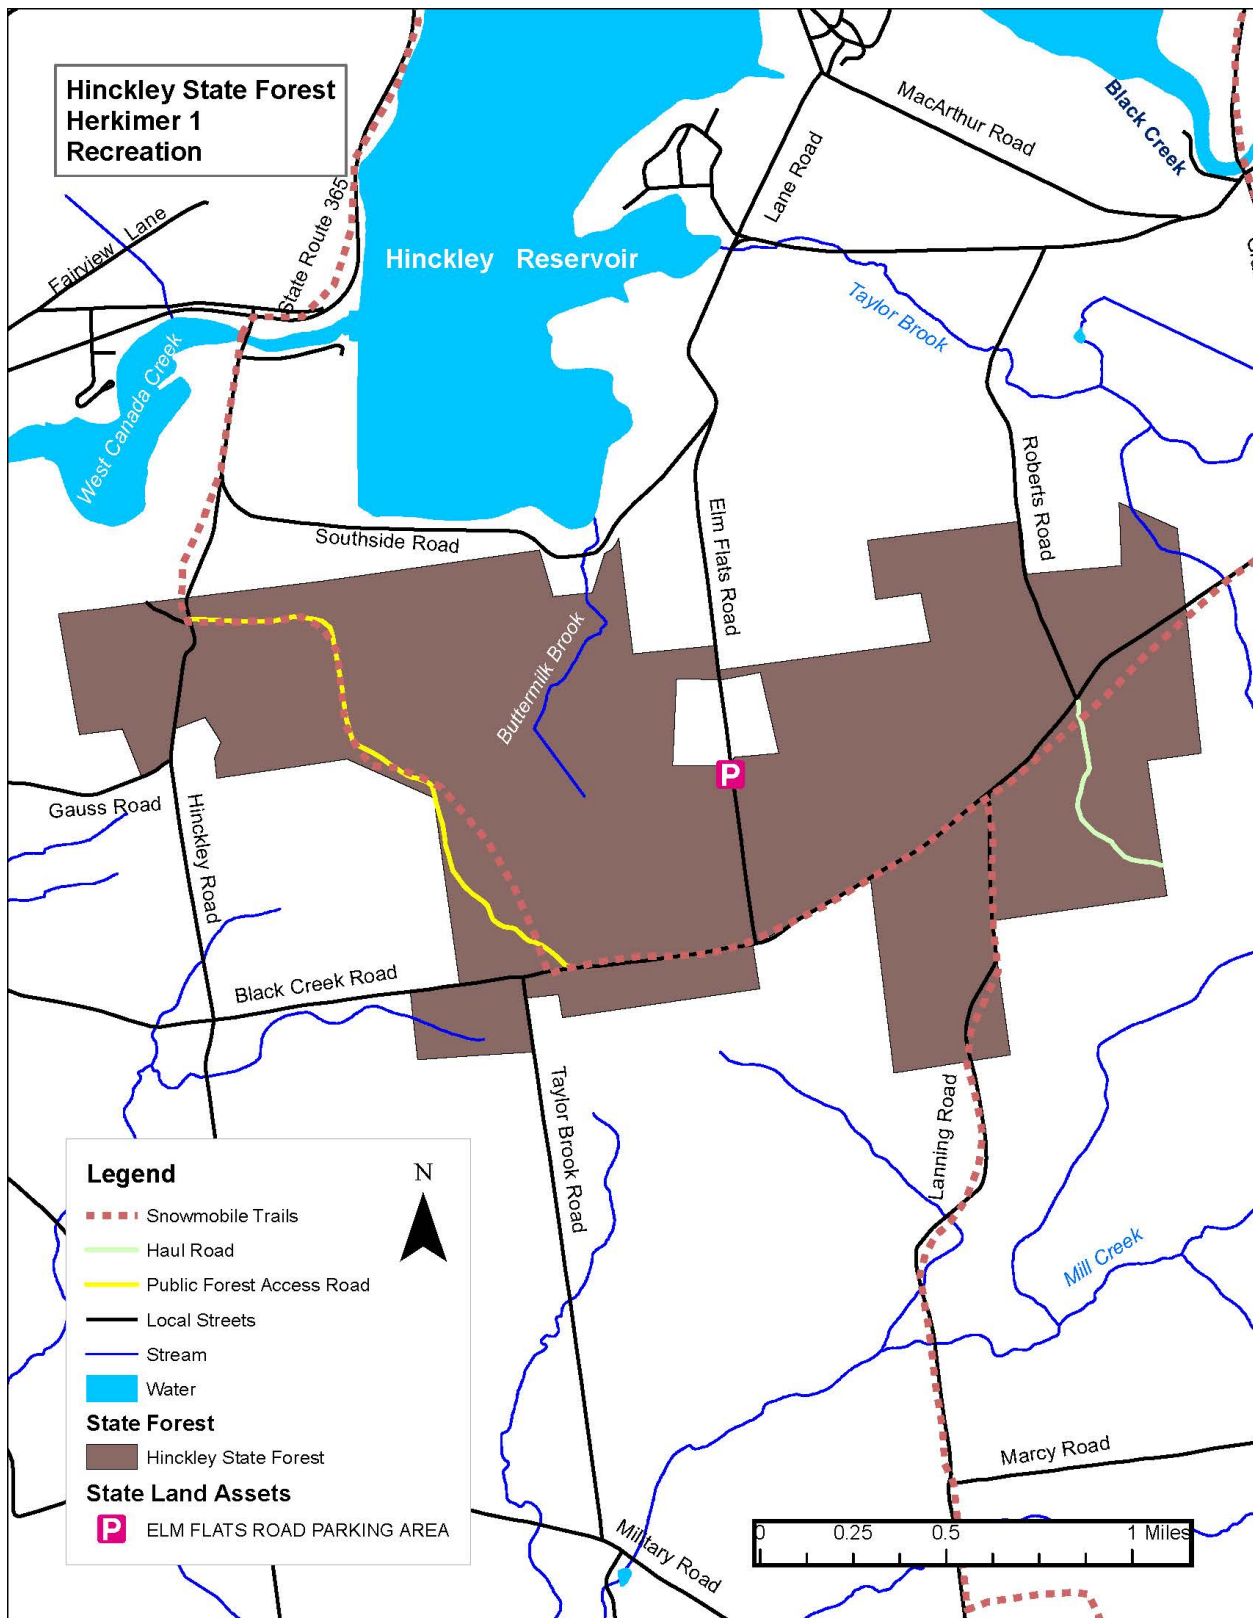 Hinckley State Forest
Herkimer 1
Recreation
MacArthur Road
Black Creek
Lane Road
State Route 365
Fairview Lane
Hinckley Reservoir
Taylor Brook
West Canada Creek
Roberts Road
Elm Flats Road
Southside Road
Buttermilk Brook
Gauss Road
Hinckley Road
Black Creek Road
Taylor Brook Road
Lanning Road
Mill Creek
Marcy Road
Military Road
P
Legend
N
Snowmobile Trails
Haul Road
Public Forest Access Road
Local Streets
Stream
Water
State Forest
Hinckley State Forest
State Land Assets
P ELM FLATS ROAD PARKING AREA
0 0.25 0.5 1 Miles